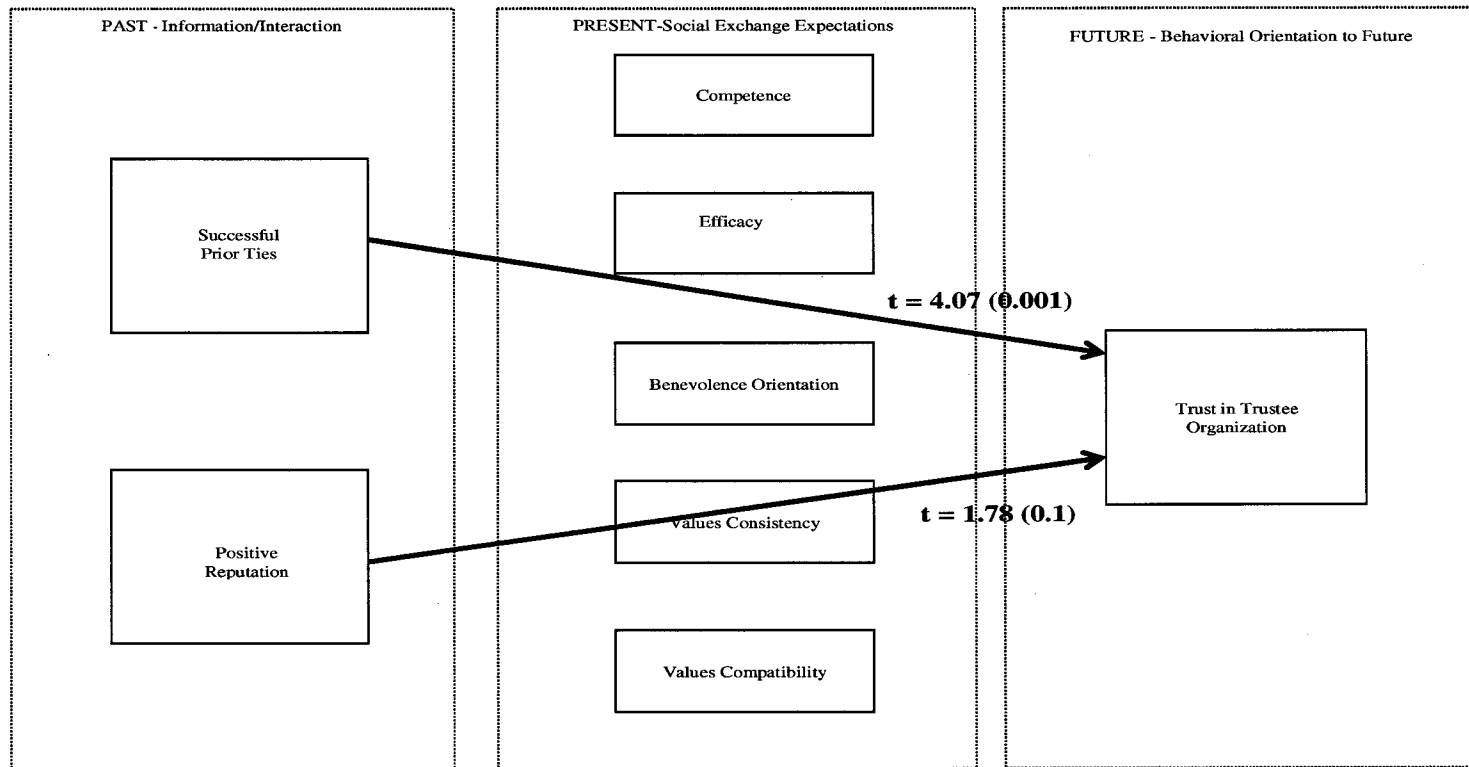 PAST - Information/Interaction
Successful
Prior Ties
Positive
Reputation
PRESENT-Social Exchange Expectations
Competence
Efficacy
Benevolence Orientation
Values Consistency
Values Compatibility
t = 4.07 (0.001)
t = 1.78 (0.1)
FUTURE - Behavioral Orientation to Future
Trust in Trustee
Organization